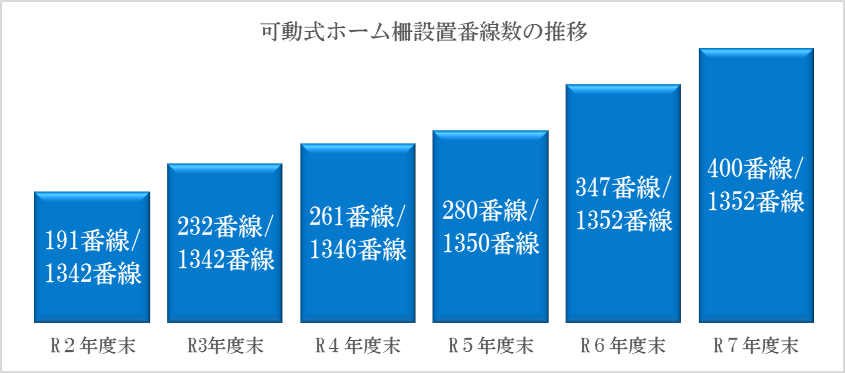 可動式ホーム柵設置番線数の推移
191番線/
1342番線
232番線/
1342番線
261番線/
1346番線
280番線/
1350番線
347番線/
1352番線
400番線/
1352番線
R２年度末
R3年度末
R４年度末
R５年度末
R６年度末
R７年度末